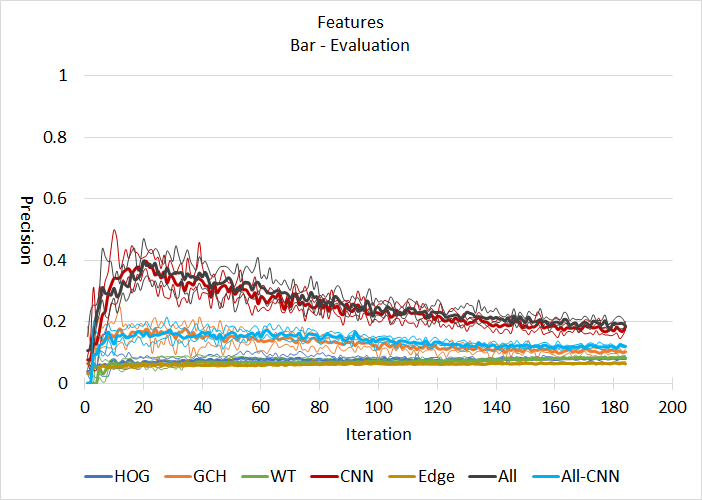 Features
Bar - Evaluation
1
0.8
0.6
0.4
0.2
0
Precision
0 20 40 60 80 100 120 140 160 180 200
Iteration
HOG GCH WT CNN Edge All All-CNN